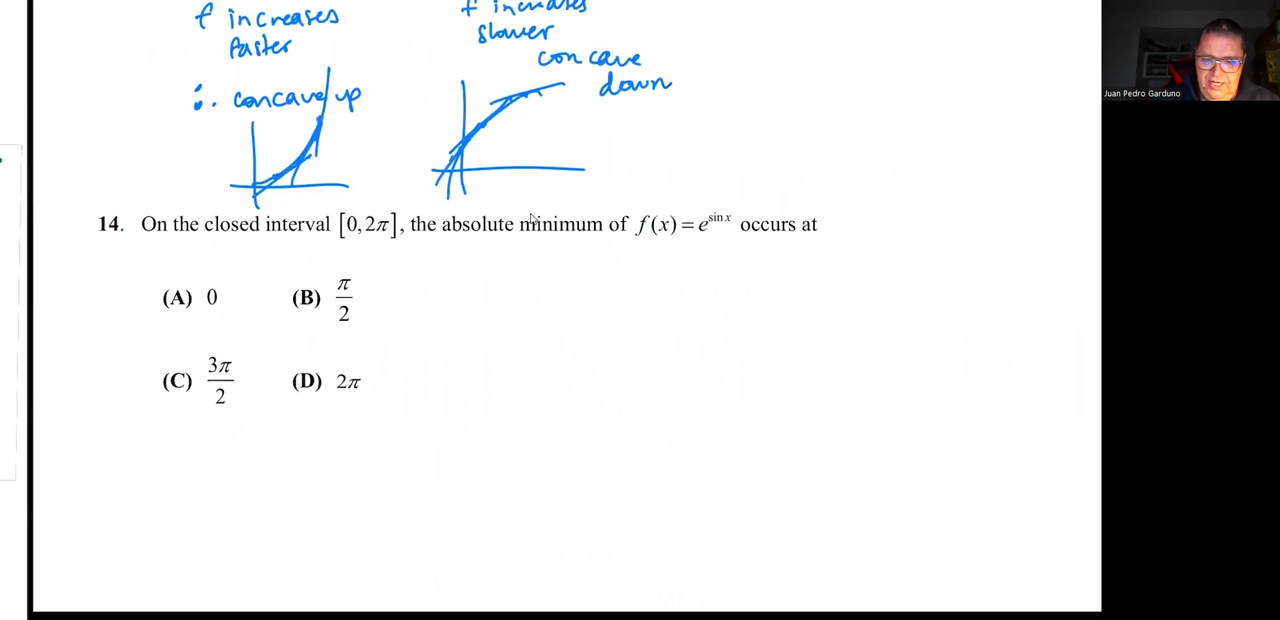 f increases
faster
∴ concave up
f increases
slower
concave
down
Juan Pedro Garduno
14. On the closed interval [0, 2π], the absolute minimum of f(x) = e^{sin x} occurs at
(A) 0 (B) π/2
(C) 3π/2 (D) 2π